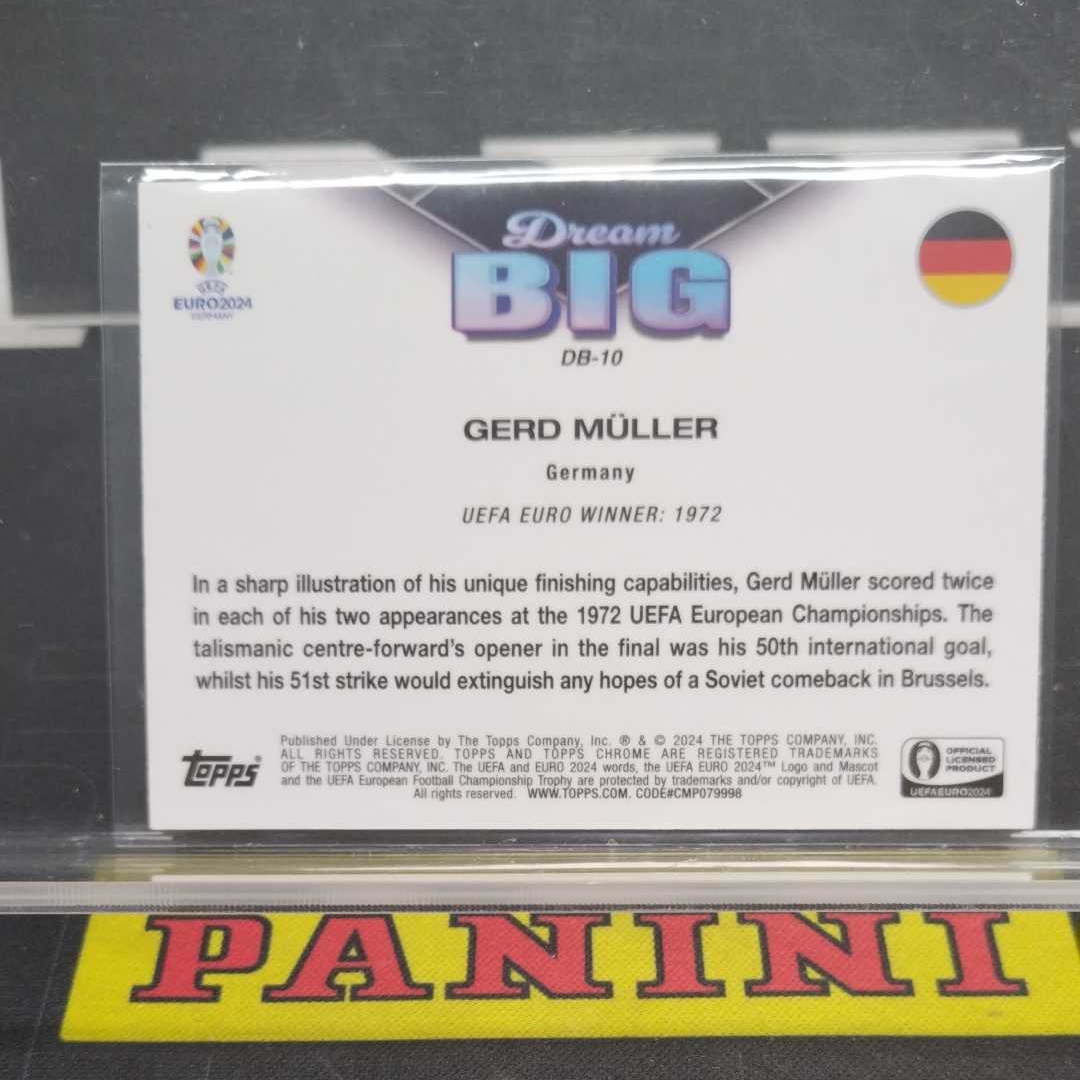 Dream
BIG
UEFA
EURO2024
GERMANY
DB-10
GERD MÜLLER
Germany
UEFA EURO WINNER: 1972
In a sharp illustration of his unique finishing capabilities, Gerd Müller scored twice
in each of his two appearances at the 1972 UEFA European Championships. The
talismanic centre-forward's opener in the final was his 50th international goal,
whilst his 51st strike would extinguish any hopes of a Soviet comeback in Brussels.
topps
Published Under License by The Topps Company, Inc. ® & © 2024 THE TOPPS COMPANY, INC.
ALL RIGHTS RESERVED. TOPPS AND TOPPS CHROME ARE REGISTERED TRADEMARKS
OF THE TOPPS COMPANY, INC. The UEFA and EURO 2024 words, the UEFA EURO 2024™ Logo and Mascot
and the UEFA European Football Championship Trophy are protected by trademarks and/or copyright of UEFA.
All rights reserved. WWW.TOPPS.COM. CODE#CMP079998
OFFICIAL
LICENSED
PRODUCT
UEFA EURO2024
PANINI